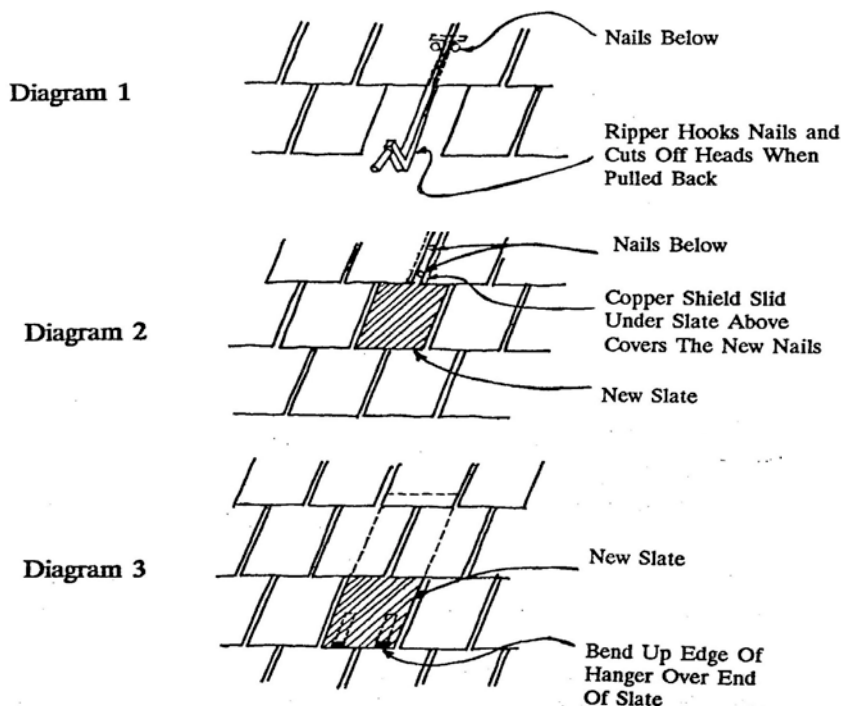 Diagram 1
Nails Below
Ripper Hooks Nails and
Cuts Off Heads When
Pulled Back
Diagram 2
Nails Below
Copper Shield Slid
Under Slate Above
Covers The New Nails
New Slate
Diagram 3
New Slate
Bend Up Edge Of
Hanger Over End
Of Slate